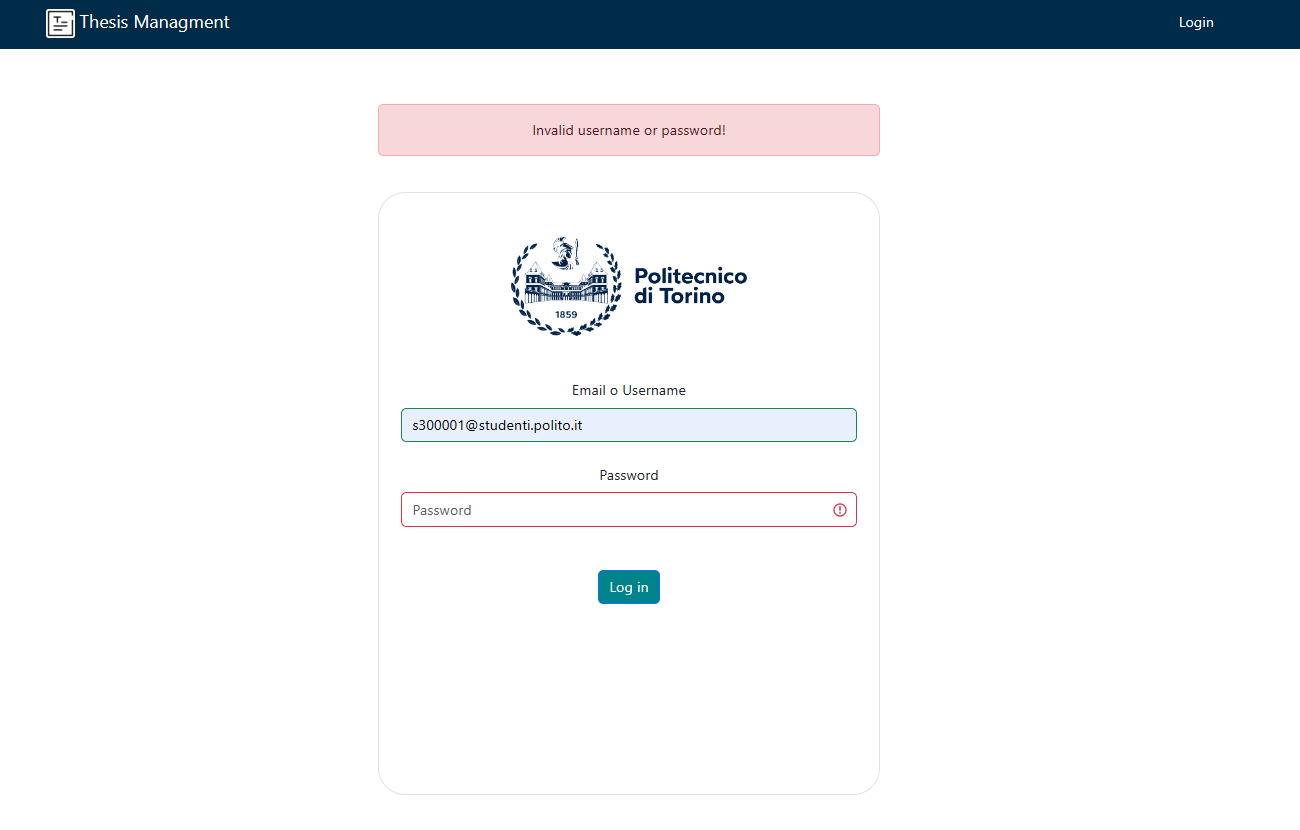 Thesis Managment
Login
Invalid username or password!
Politecnico
di Torino
1859
Email o Username
s300001@studenti.polito.it
Password
Password
Log in